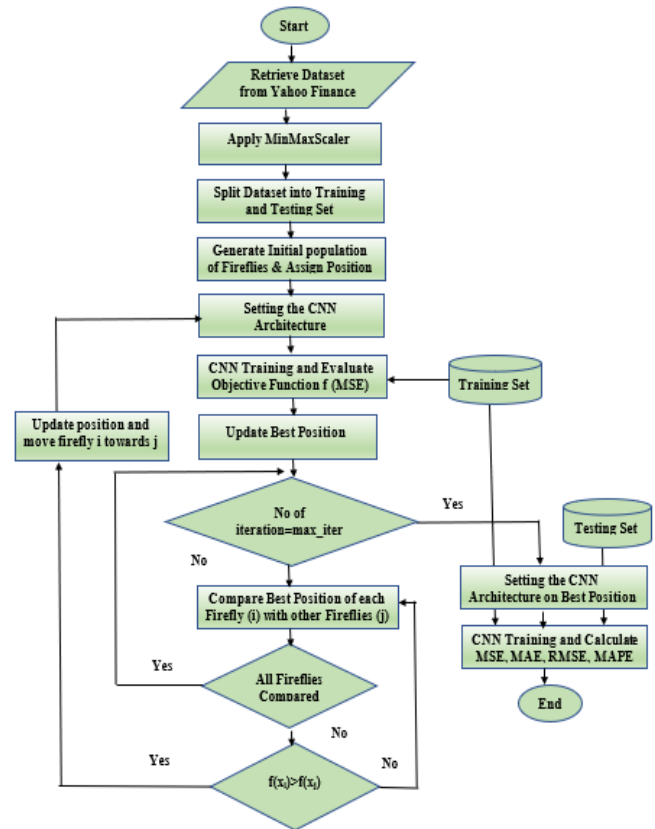 Start
Retrieve Dataset
from Yahoo Finance
Apply MinMaxScaler
Split Dataset into Training
and Testing Set
Generate Initial population
of Fireflies & Assign Position
Setting the CNN
Architecture
CNN Training and Evaluate
Objective Function f (MSE)
Training Set
Update position and
move firefly i towards j
Update Best Position
No of
iteration=max_iter
Yes
Testing Set
No
Compare Best Position of each
Firefly (i) with other Fireflies (j)
Setting the CNN
Architecture on Best Position
CNN Training and Calculate
MSE, MAE, RMSE, MAPE
Yes
All Fireflies
Compared
End
No
Yes
f(xi)>f(xj)
No